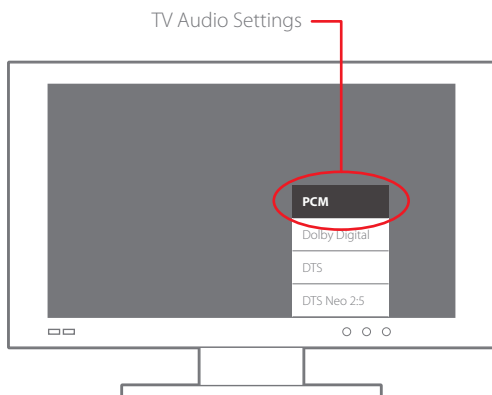 TV Audio Settings
PCM
Dolby Digital
DTS
DTS Neo 2:5